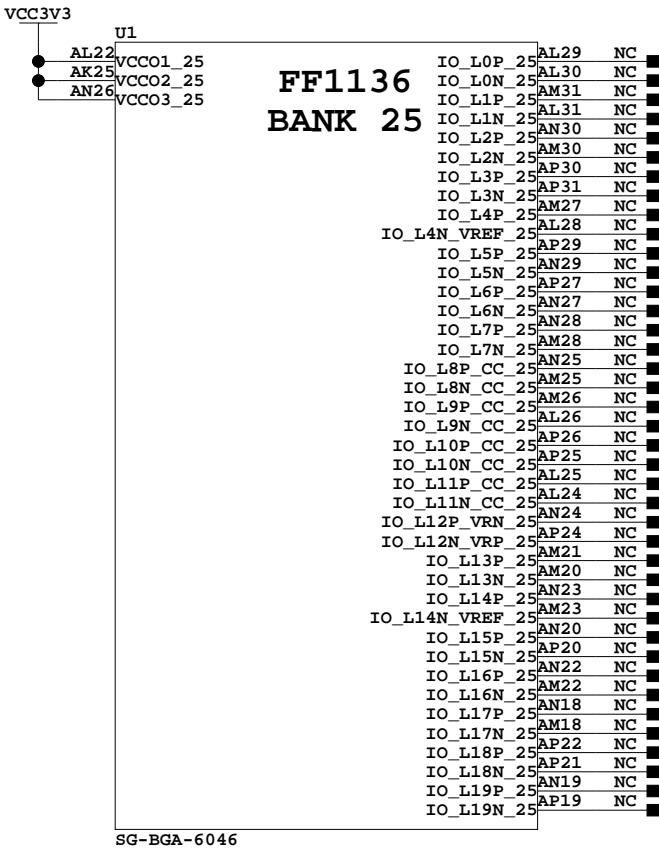 VCC3V3
U1
AL22 VCCO1_25
AK25 VCCO2_25
AN26 VCCO3_25
FF1136
BANK 25
IO_L0P_25 AL29 NC
IO_L0N_25 AL30 NC
IO_L1P_25 AM31 NC
IO_L1N_25 AL31 NC
IO_L2P_25 AN30 NC
IO_L2N_25 AM30 NC
IO_L3P_25 AP30 NC
IO_L3N_25 AP31 NC
IO_L4P_25 AM27 NC
IO_L4N_VREF_25 AL28 NC
IO_L5P_25 AP29 NC
IO_L5N_25 AN29 NC
IO_L6P_25 AP27 NC
IO_L6N_25 AN27 NC
IO_L7P_25 AN28 NC
IO_L7N_25 AM28 NC
IO_L8P_CC_25 AN25 NC
IO_L8N_CC_25 AM25 NC
IO_L9P_CC_25 AM26 NC
IO_L9N_CC_25 AL26 NC
IO_L10P_CC_25 AP26 NC
IO_L10N_CC_25 AP25 NC
IO_L11P_CC_25 AL25 NC
IO_L11N_CC_25 AL24 NC
IO_L12P_VRN_25 AN24 NC
IO_L12N_VRP_25 AP24 NC
IO_L13P_25 AM21 NC
IO_L13N_25 AM20 NC
IO_L14P_25 AN23 NC
IO_L14N_VREF_25 AM23 NC
IO_L15P_25 AN20 NC
IO_L15N_25 AP20 NC
IO_L16P_25 AN22 NC
IO_L16N_25 AM22 NC
IO_L17P_25 AN18 NC
IO_L17N_25 AM18 NC
IO_L18P_25 AP22 NC
IO_L18N_25 AP21 NC
IO_L19P_25 AN19 NC
IO_L19N_25 AP19 NC
SG-BGA-6046